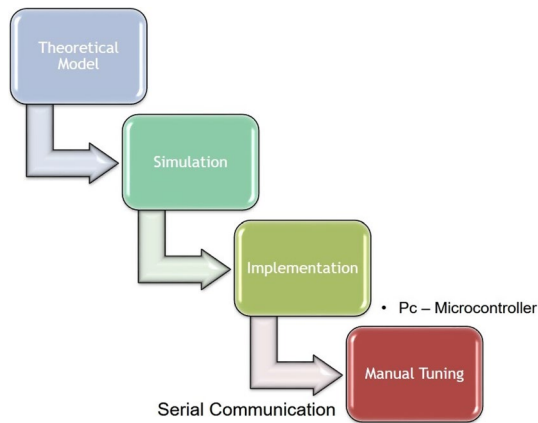 Theoretical
Model
Simulation
Implementation
• Pc – Microcontroller
Manual Tuning
Serial Communication